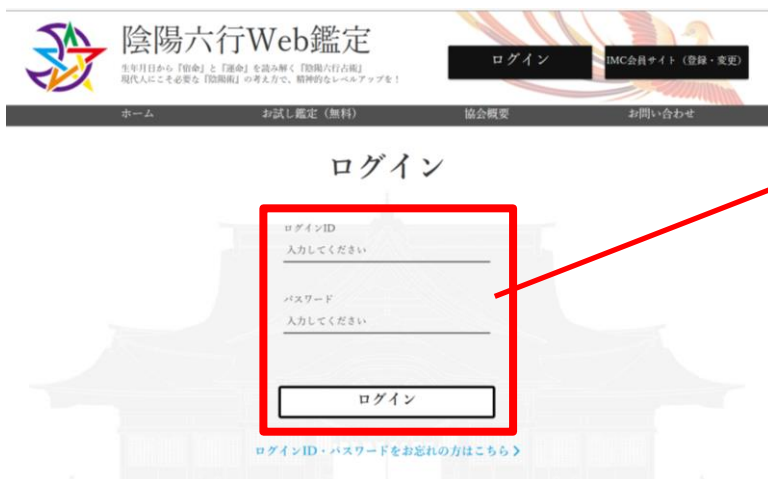 陰陽六行Web鑑定
生年月日から『宿命』と『運命』を読み解く『陰陽六行占術』
現代人にこそ必要な『陰陽術』の考え方で、精神的なレベルアップを！
ログイン
IMC会員サイト（登録・変更）
ホーム
お試し鑑定（無料）
協会概要
お問い合わせ
ログイン
ログインID
入力してください
パスワード
入力してください
ログイン
ログインID・パスワードをお忘れの方はこちら